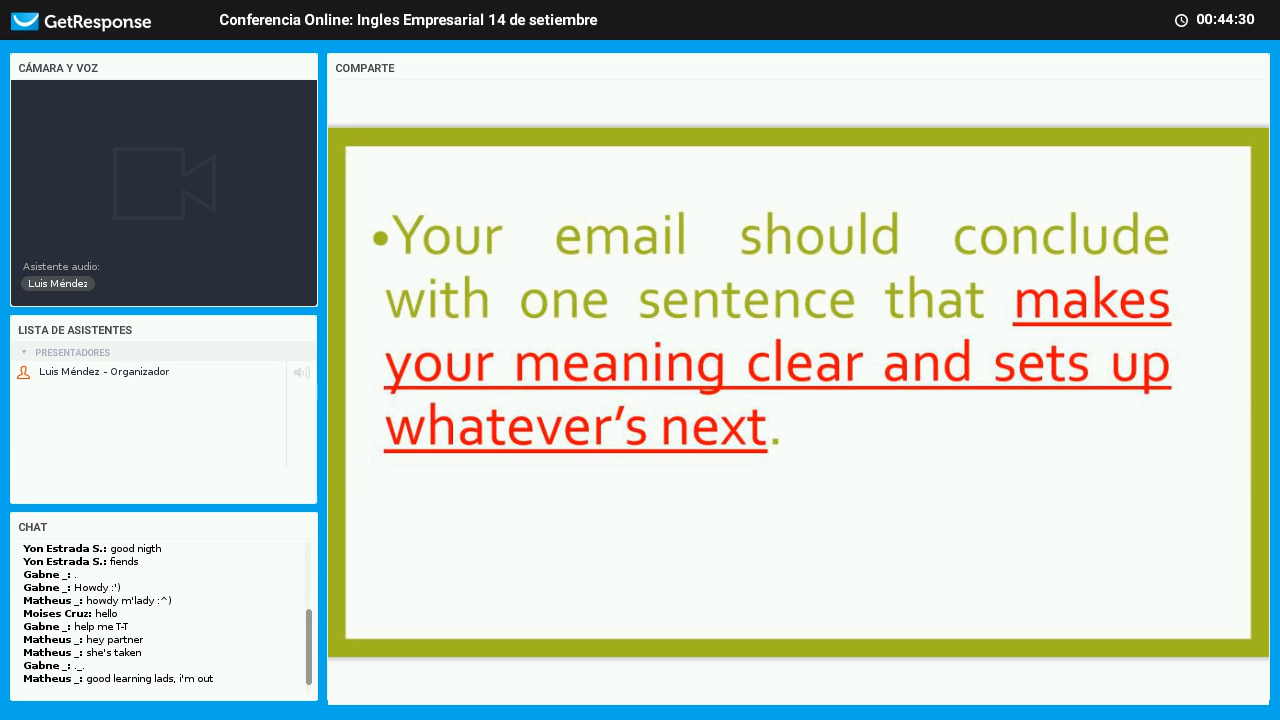 GetResponse
Conferencia Online: Ingles Empresarial 14 de setiembre
00:44:30
CÁMARA Y VOZ
Asistente audio:
Luis Méndez
LISTA DE ASISTENTES
PRESENTADORES
Luis Méndez - Organizador
CHAT
Yon Estrada S.: good nigth
Yon Estrada S.: fiends
Gabne _: .
Gabne _: Howdy :')
Matheus _: howdy m'lady :^)
Moises Cruz: hello
Gabne _: help me T-T
Matheus _: hey partner
Matheus _: she's taken
Gabne _: ._.
Matheus _: good learning lads, i'm out
COMPARTE
•Your email should conclude
with one sentence that makes
your meaning clear and sets up
whatever’s next.